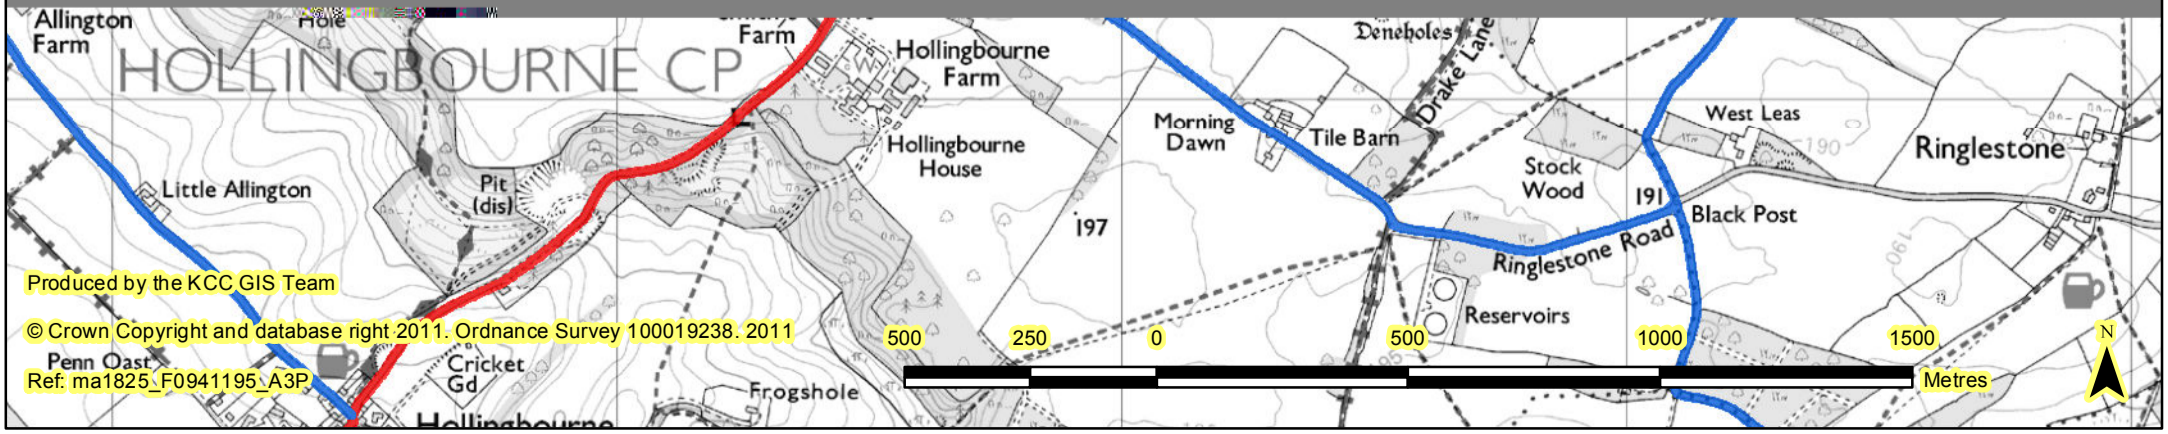 Allington
Farm
Hole
Farm
HOLLINGBOURNE CP
Hollingbourne
Farm
Deneholes
Drake Lane
Morning
Dawn
Tile Barn
West Leas
190
Ringlestone
Hollingbourne
House
Stock
Wood
Little Allington
Pit
(dis)
197
191
Black Post
Ringlestone Road
190
Produced by the KCC GIS Team
© Crown Copyright and database right 2011. Ordnance Survey 100019238. 2011
Reservoirs
500 250 0 500 1000 1500
N
Penn Oast
Cricket
Gd
Ref: ma1825_F0941195_A3P
Metres
Frogshole
Hollingbourne